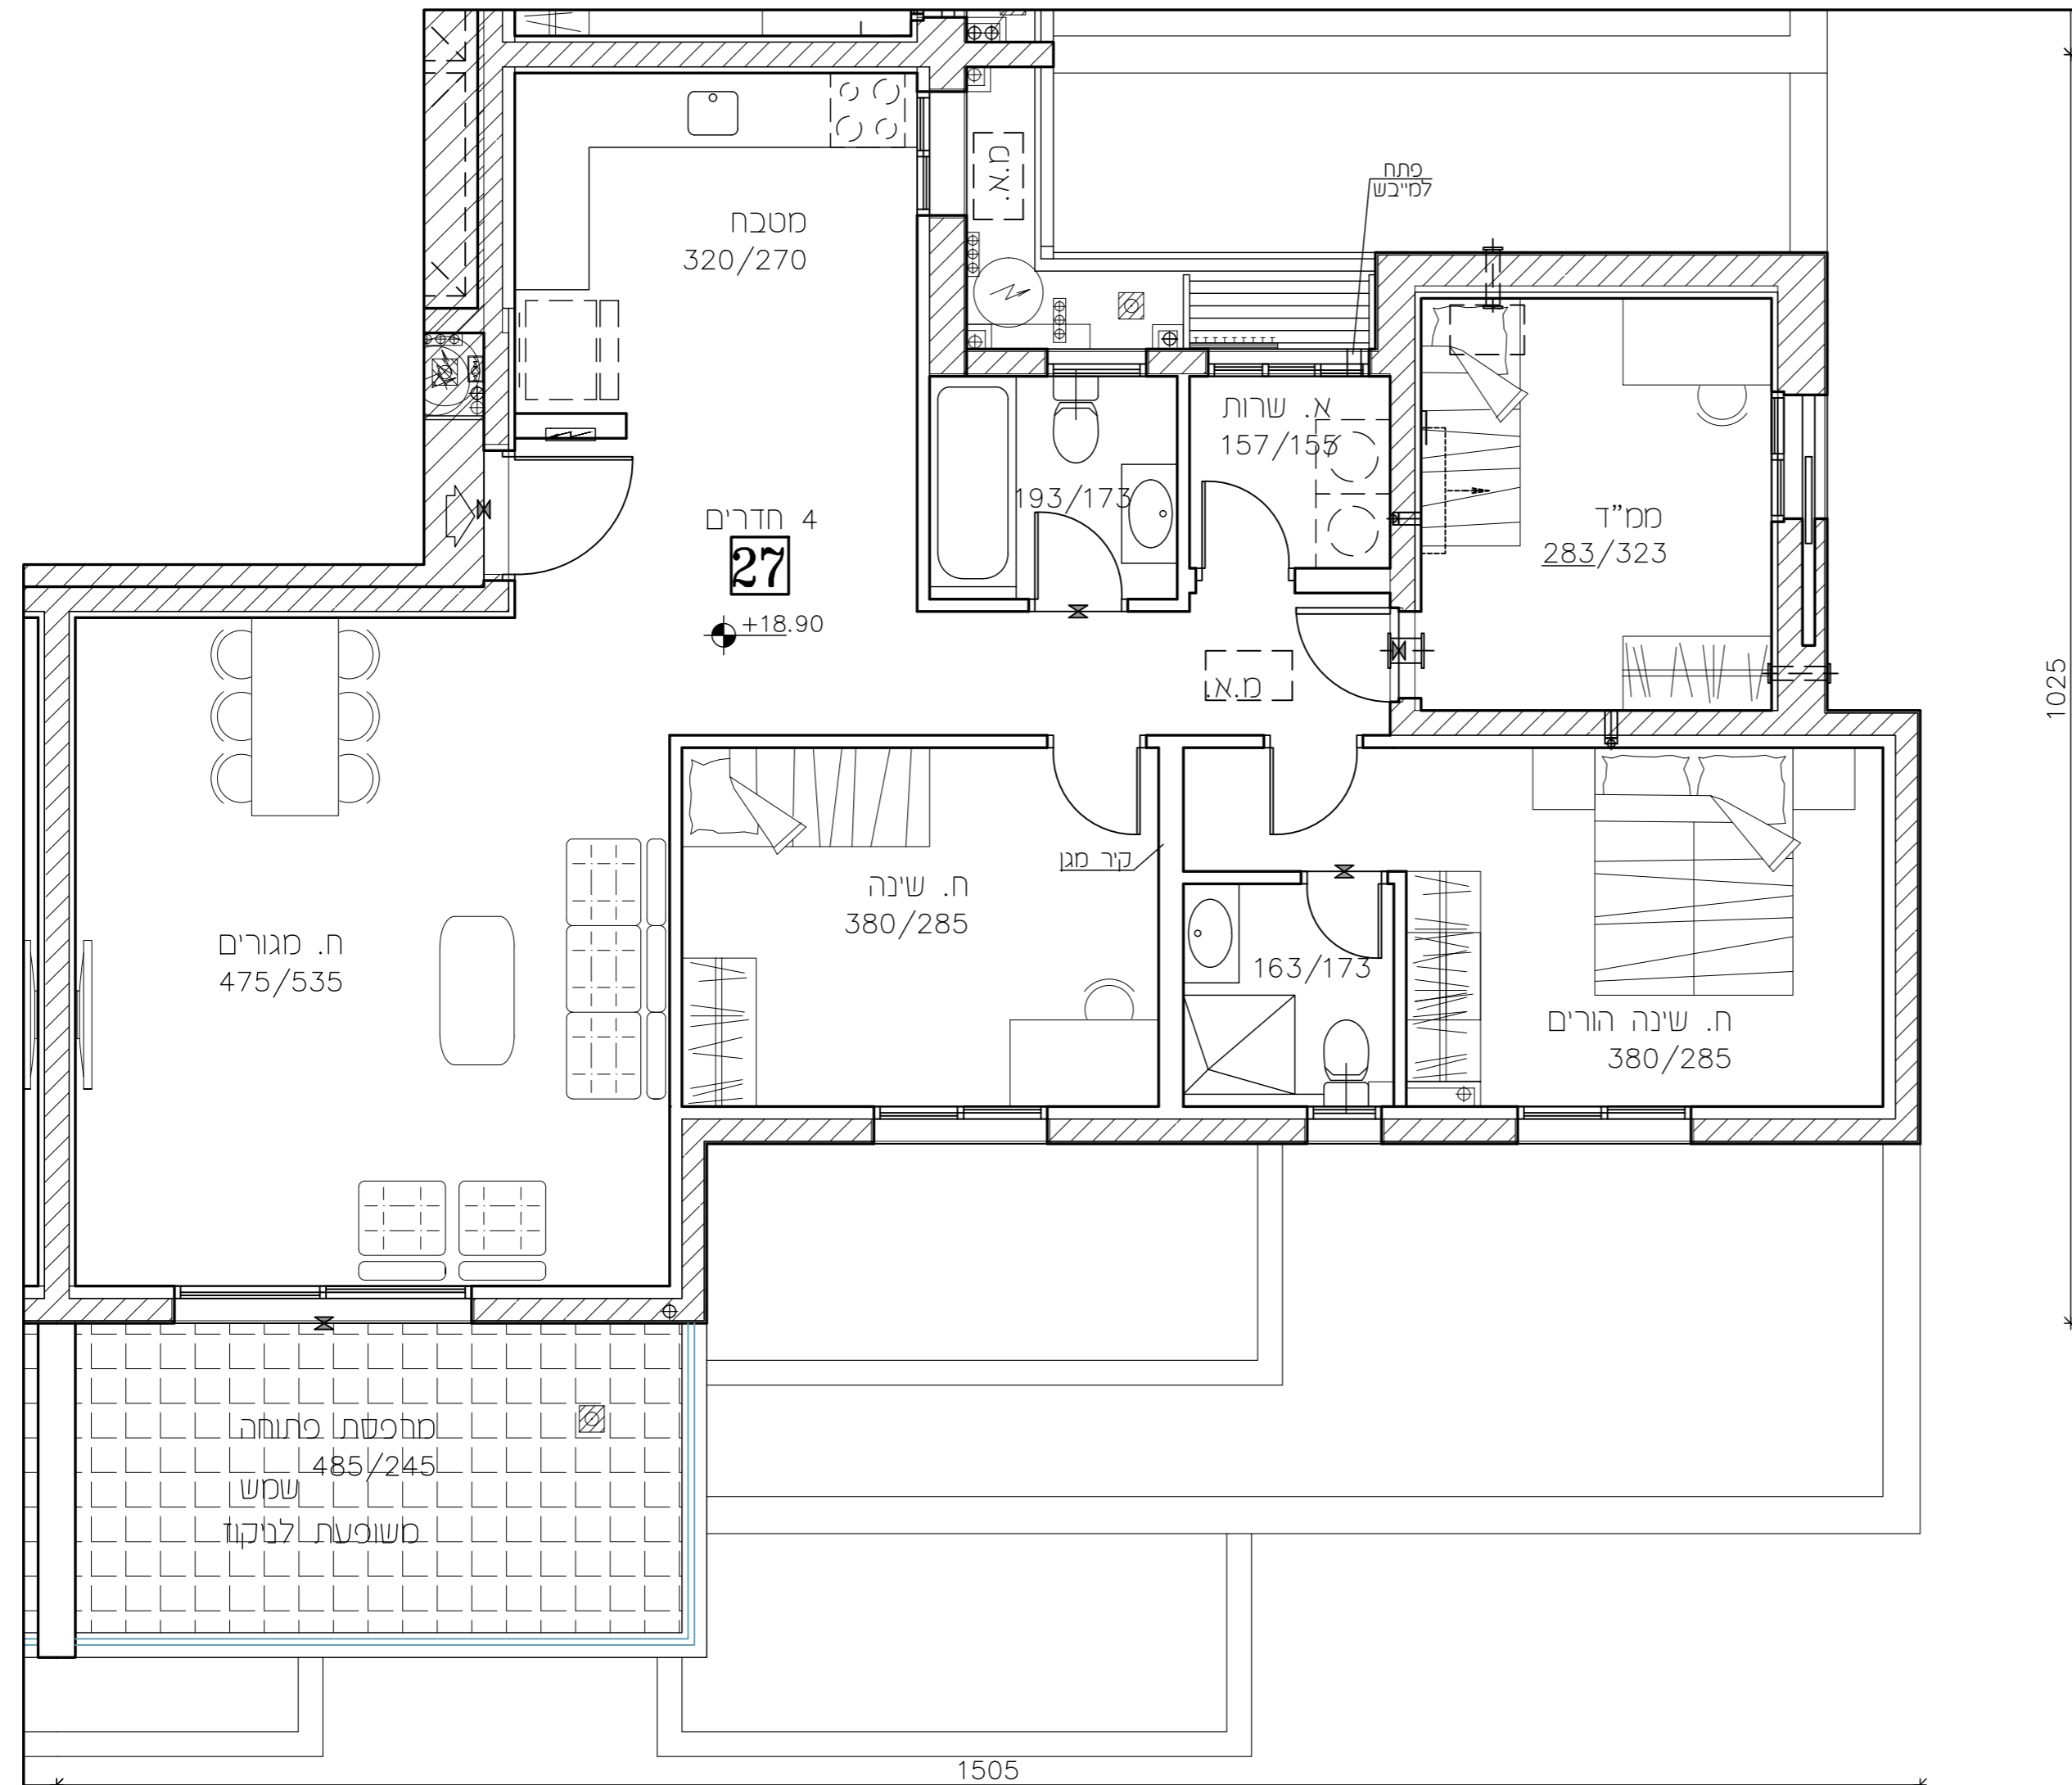 מ.א.
פתח
למייבש
מטבח
320/270
א. שרות
157/155
193/173
4 חדרים
27
+18.90
ממ"ד
283/323
מ.א.
1025
קיר מגן
ח. שינה
380/285
ח. מגורים
475/535
163/173
ח. שינה הורים
380/285
מרפסת פתוחה
485/245
שמש
משופעת לניקוז
1505